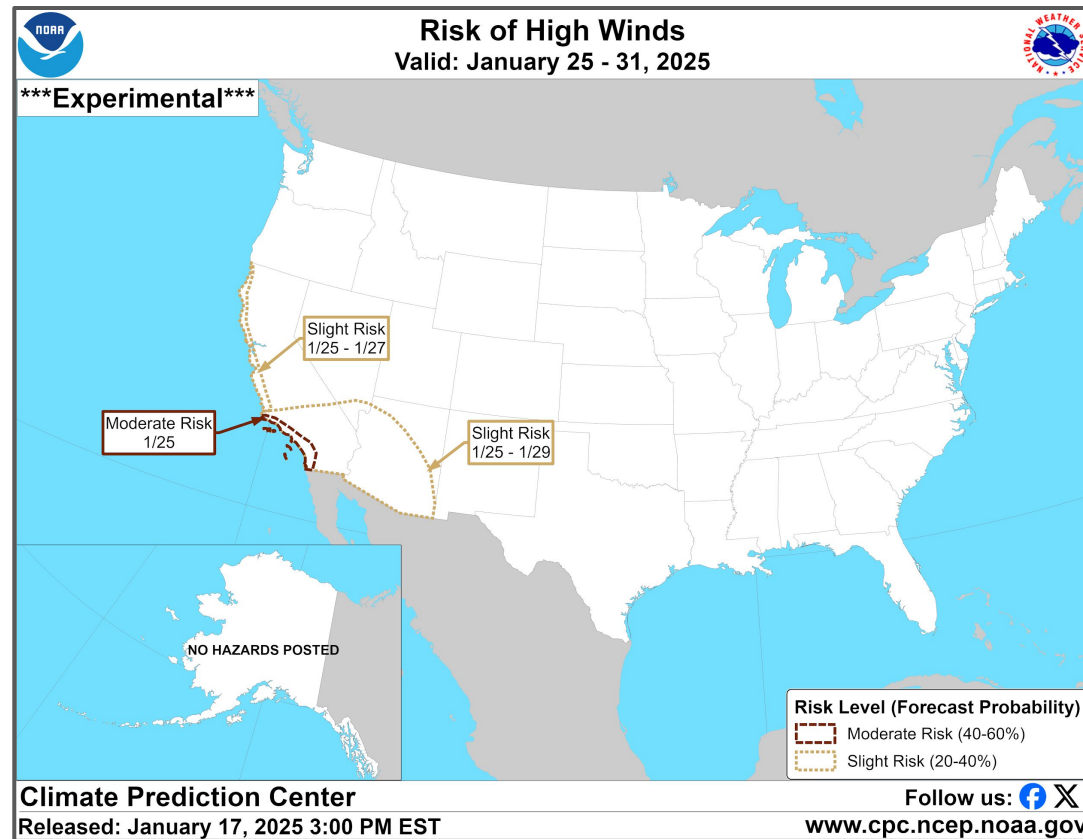 NOAA
NATIONAL WEATHER SERVICE
Risk of High Winds
Valid: January 25 - 31, 2025
***Experimental***
Slight Risk
1/25 - 1/27
Moderate Risk
1/25
Slight Risk
1/25 - 1/29
NO HAZARDS POSTED
Risk Level (Forecast Probability)
Moderate Risk (40-60%)
Slight Risk (20-40%)
Climate Prediction Center
Follow us:
Released: January 17, 2025 3:00 PM EST
www.cpc.ncep.noaa.gov